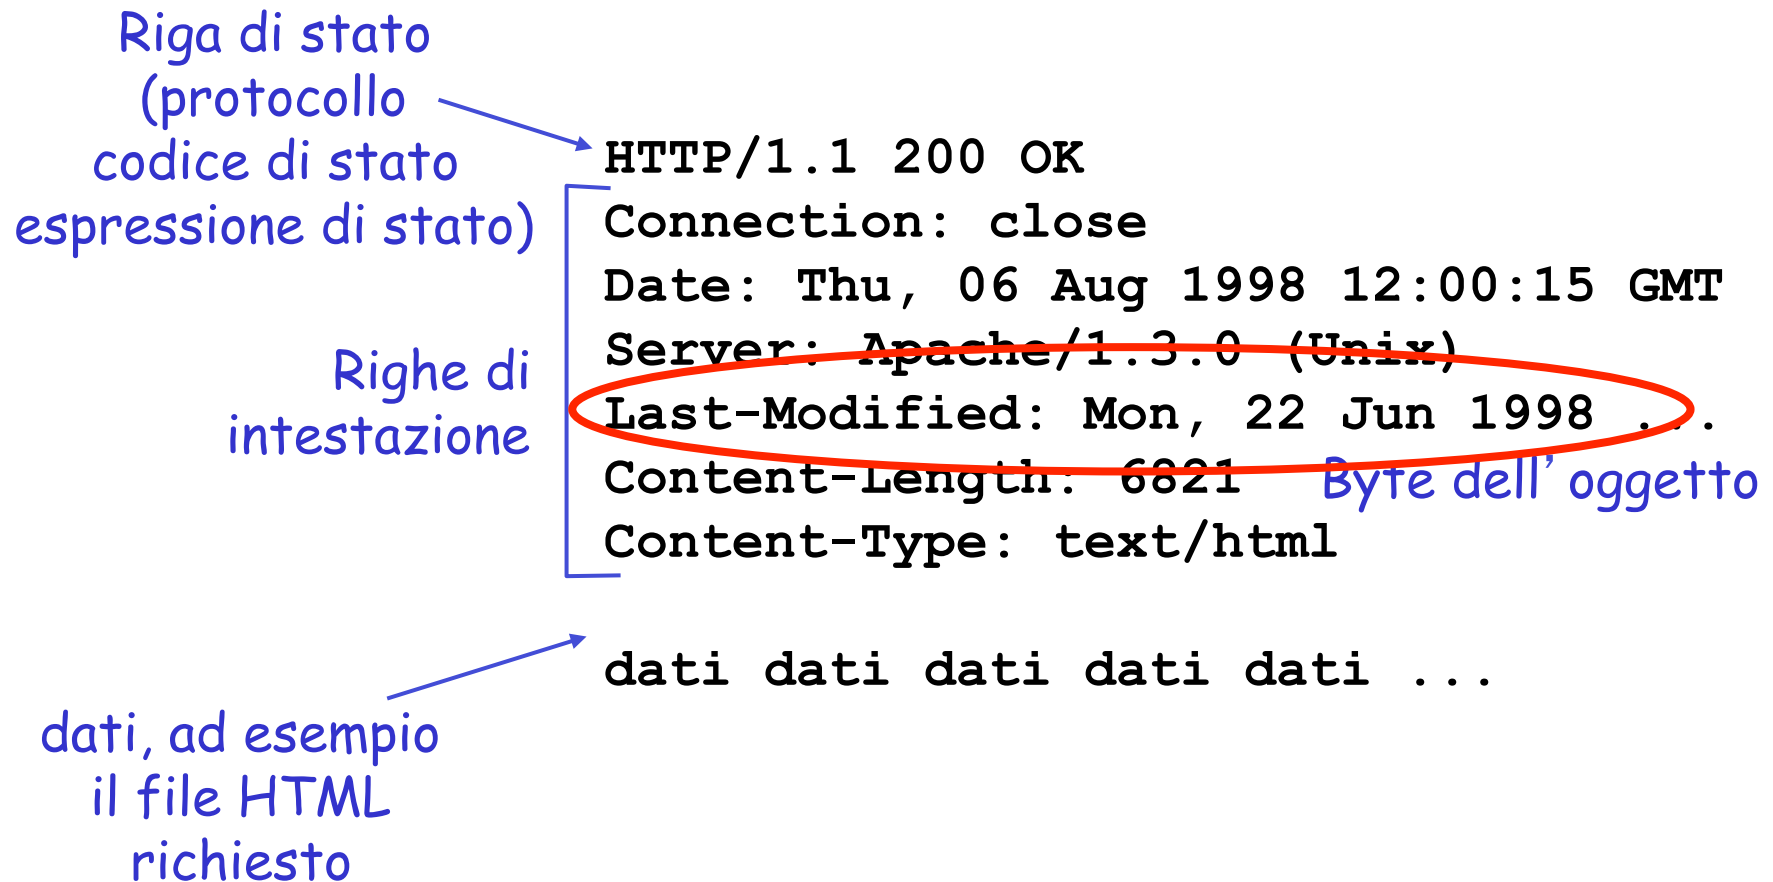 Riga di stato
(protocollo
codice di stato
espressione di stato)
HTTP/1.1 200 OK
Connection: close
Date: Thu, 06 Aug 1998 12:00:15 GMT
Server: Apache/1.3.0 (Unix)
Last-Modified: Mon, 22 Jun 1998 ...
Content-Length: 6821 Byte dell’oggetto
Content-Type: text/html
Righe di
intestazione
dati dati dati dati dati ...
dati, ad esempio
il file HTML
richiesto